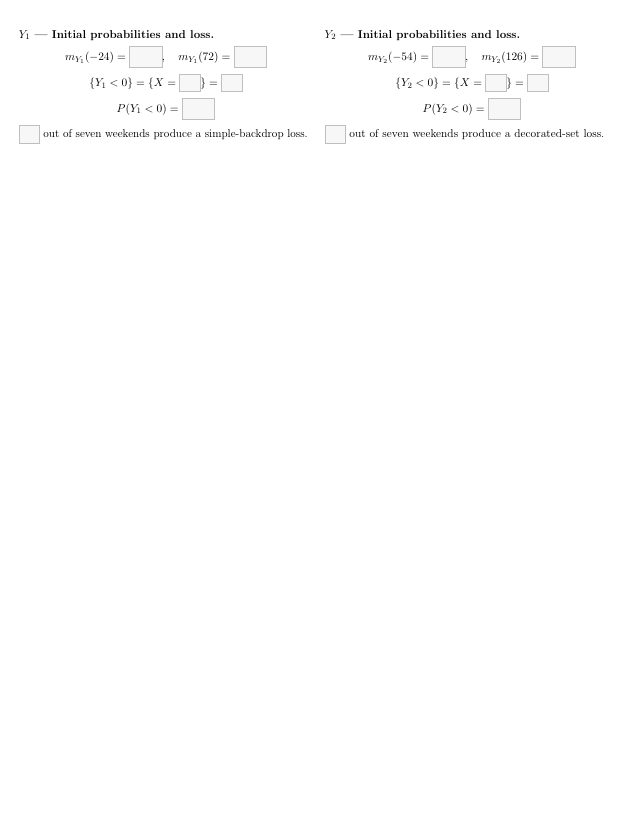 Y₁ — Initial probabilities and loss.
m_{Y₁}(−24) = , m_{Y₁}(72) =
{Y₁ < 0} = {X = } =
P(Y₁ < 0) =
out of seven weekends produce a simple-backdrop loss.
Y₂ — Initial probabilities and loss.
m_{Y₂}(−54) = , m_{Y₂}(126) =
{Y₂ < 0} = {X = } =
P(Y₂ < 0) =
out of seven weekends produce a decorated-set loss.